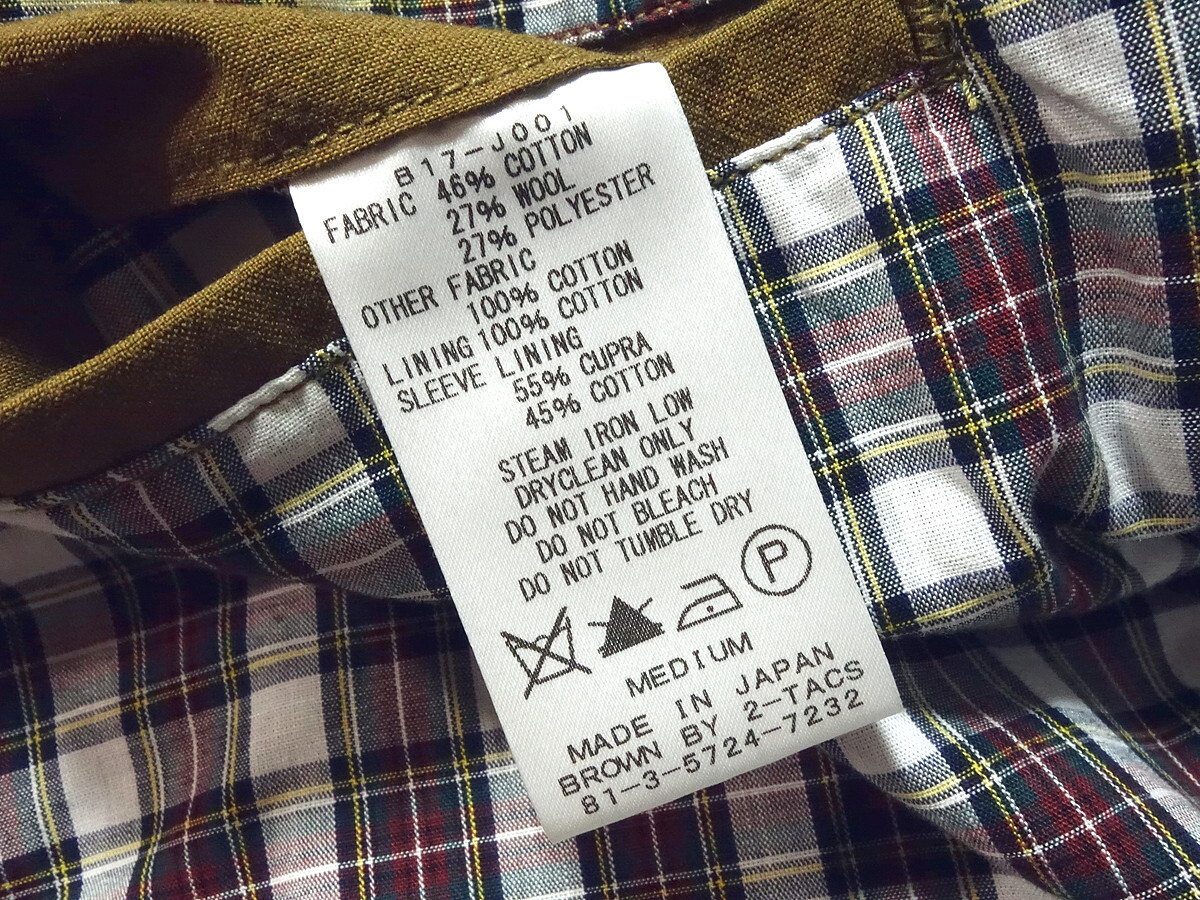 B17-J001
FABRIC 46% COTTON
27% WOOL
27% POLYESTER
OTHER FABRIC
100% COTTON
LINING 100% COTTON
SLEEVE LINING
55% CUPRA
45% COTTON
STEAM IRON LOW
DRYCLEAN ONLY
DO NOT HAND WASH
DO NOT BLEACH
DO NOT TUMBLE DRY
P
MEDIUM
MADE IN JAPAN
BROWN BY 2-TACS
81-3-5724-7232